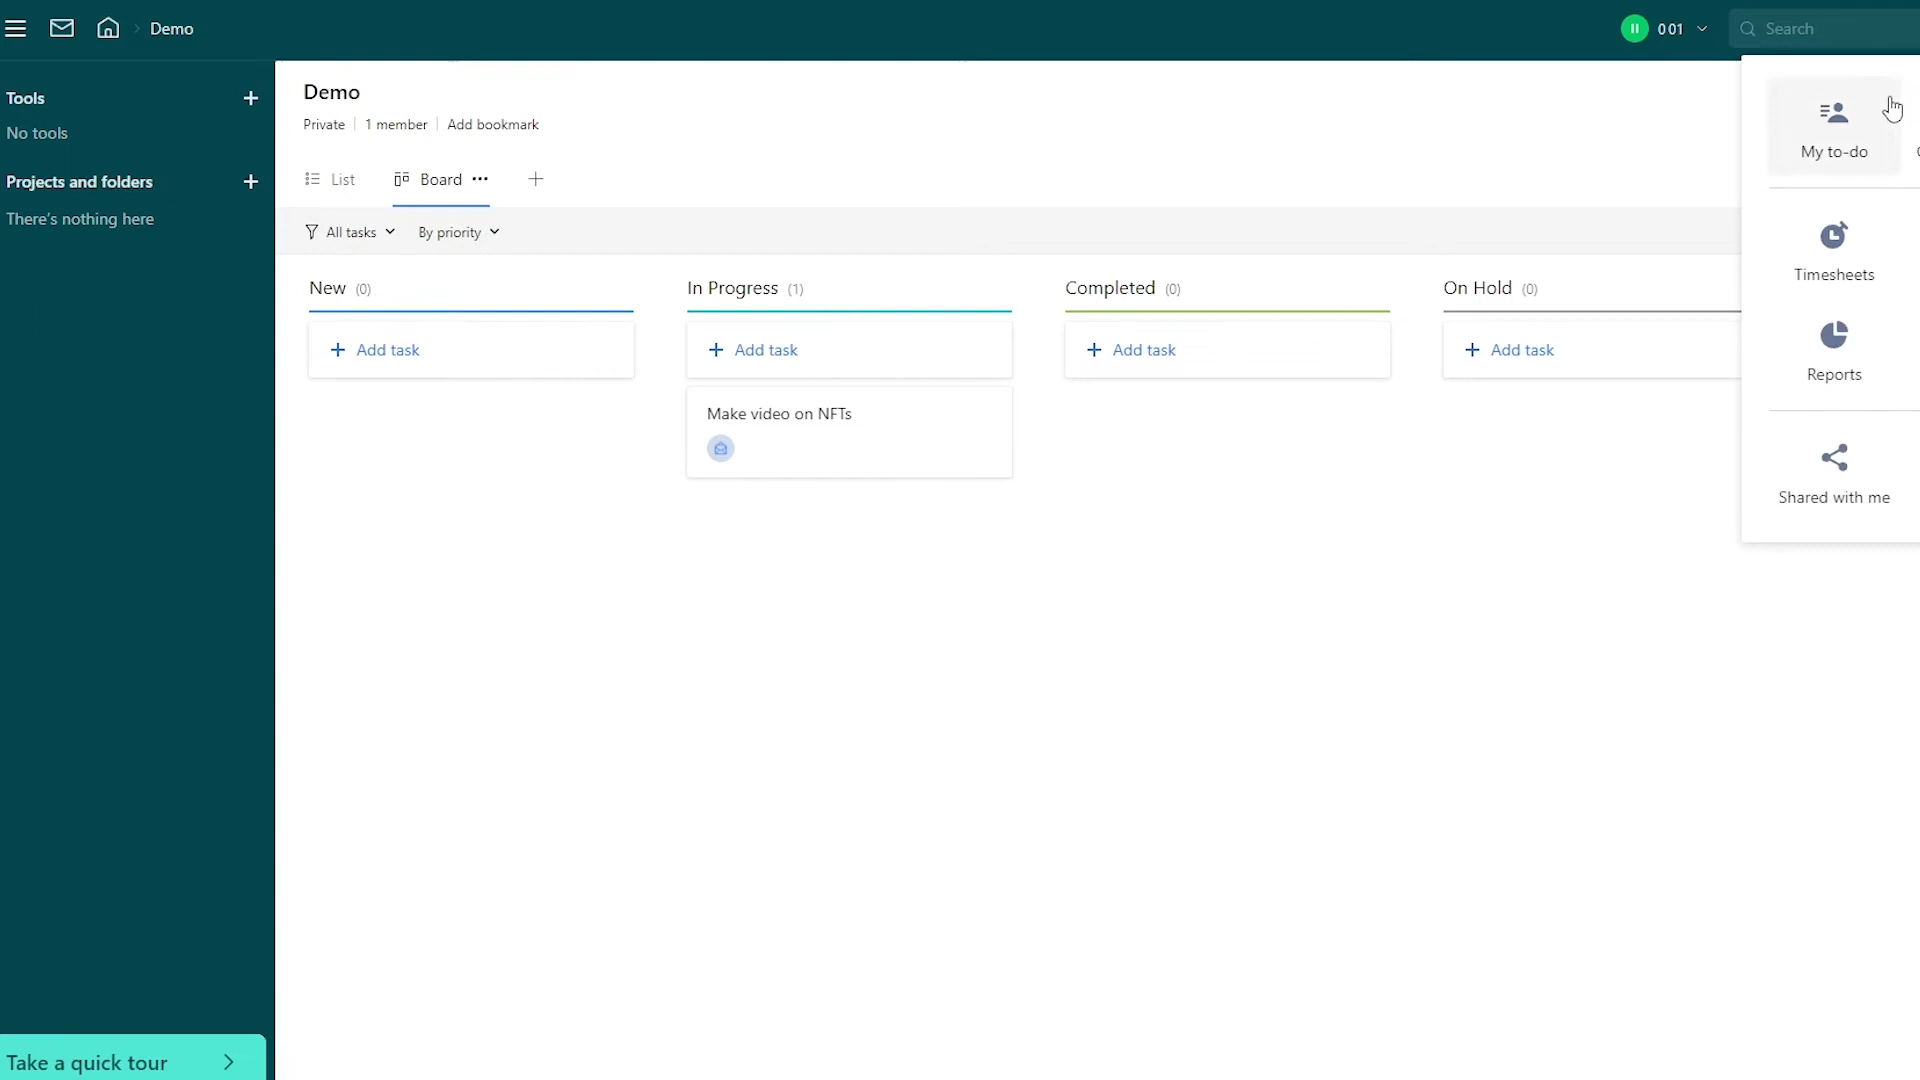 Demo
0 01
Search
Tools
No tools
Projects and folders
There's nothing here
Take a quick tour
Demo
Private
1 member
Add bookmark
List
Board
All tasks
By priority
New (0)
Add task
In Progress (1)
Add task
Make video on NFTs
Completed (0)
Add task
On Hold (0)
Add task
My to-do
Timesheets
Reports
Shared with me